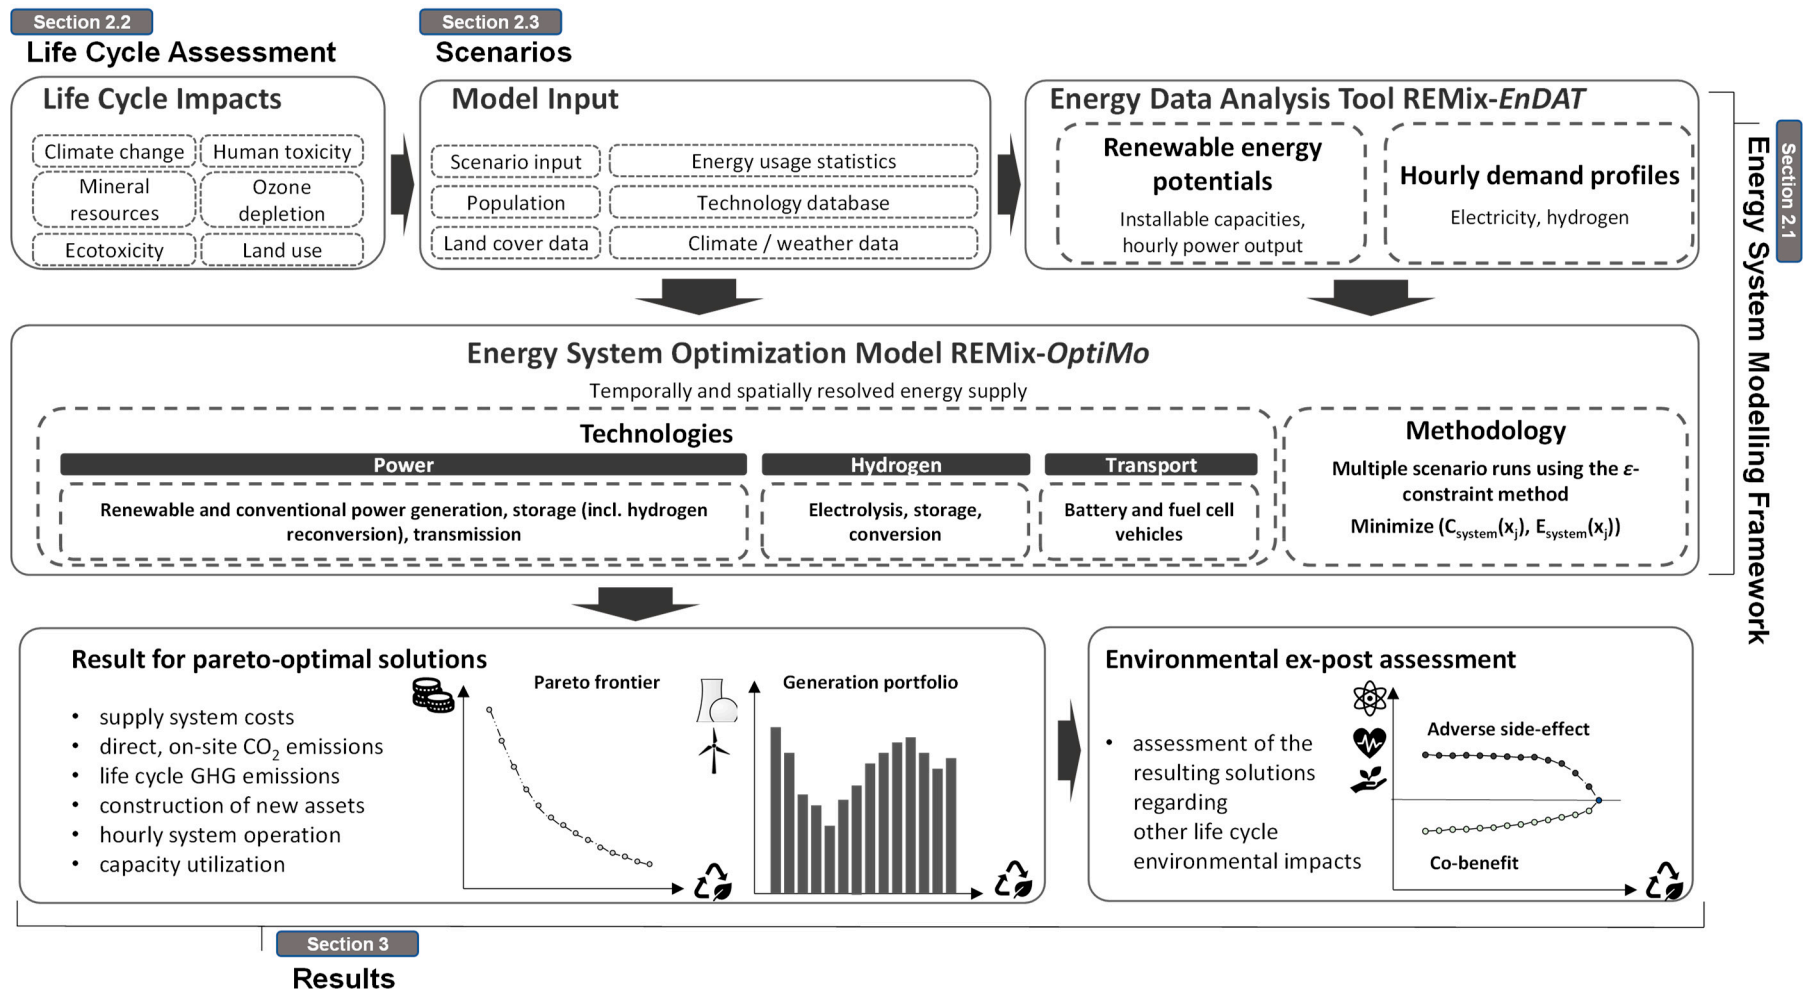 Section 2.2
Life Cycle Assessment
Life Cycle Impacts
Climate change
Human toxicity
Mineral
resources
Ozone
depletion
Ecotoxicity
Land use
Section 2.3
Scenarios
Model Input
Scenario input
Energy usage statistics
Population
Technology database
Land cover data
Climate / weather data
Energy Data Analysis Tool REMix-EnDAT
Renewable energy
potentials
Installable capacities,
hourly power output
Hourly demand profiles
Electricity, hydrogen
Section 2.1
Energy System Modelling Framework
Energy System Optimization Model REMix-OptiMo
Temporally and spatially resolved energy supply
Technologies
Power
Renewable and conventional power generation, storage (incl. hydrogen
reconversion), transmission
Hydrogen
Electrolysis, storage,
conversion
Transport
Battery and fuel cell
vehicles
Methodology
Multiple scenario runs using the ε-
constraint method
Minimize (Csystem(xj), Esystem(xj))
Result for pareto-optimal solutions
• supply system costs
• direct, on-site CO2 emissions
• life cycle GHG emissions
• construction of new assets
• hourly system operation
• capacity utilization
Pareto frontier
Generation portfolio
Environmental ex-post assessment
• assessment of the
resulting solutions
regarding
other life cycle
environmental impacts
Adverse side-effect
Co-benefit
Section 3
Results